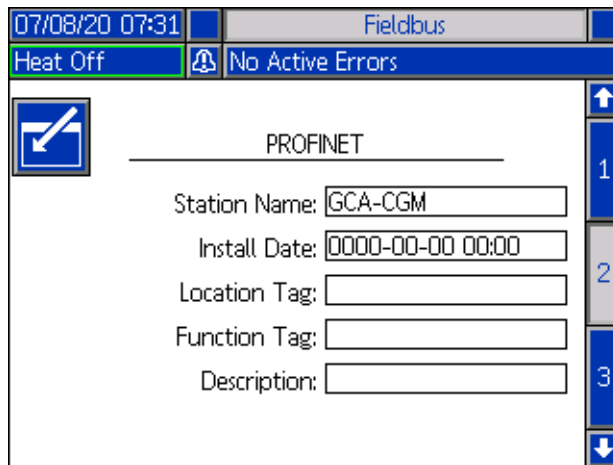 07/08/20 07:31 Fieldbus
Heat Off No Active Errors
PROFINET
1
Station Name: GCA-CGM
Install Date: 0000-00-00 00:00
2
Location Tag:
Function Tag:
Description:
3